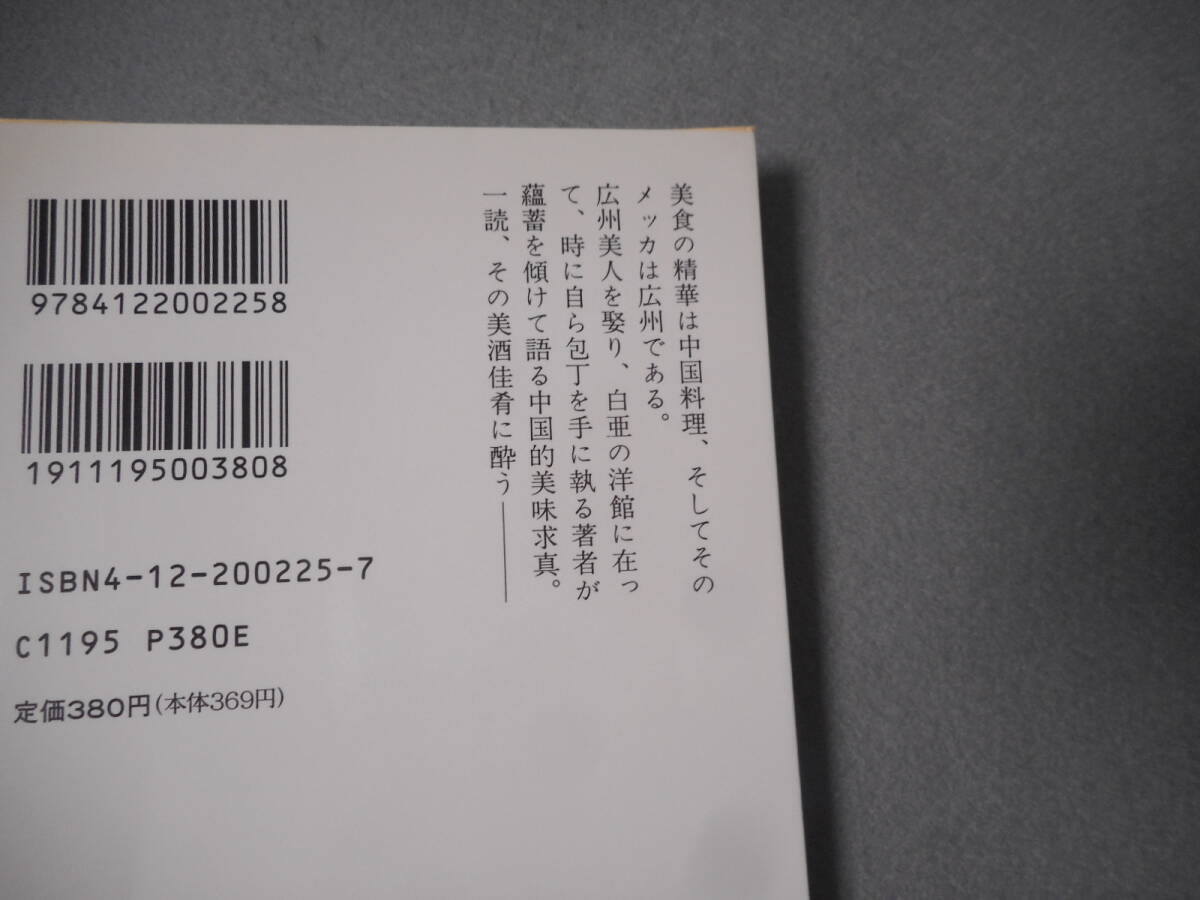 美食の精華は中国料理、そしてその
メッカは広州である。
広州美人を娶り、白亜の洋館に在っ
て、時に自ら包丁を手に執る著者が
蘊蓄を傾けて語る中国的美味求真。
一読、その美酒佳肴に酔う――
9784122002258
1911195003808
ISBN4-12-200225-7
C1195 P380E
定価380円(本体369円)